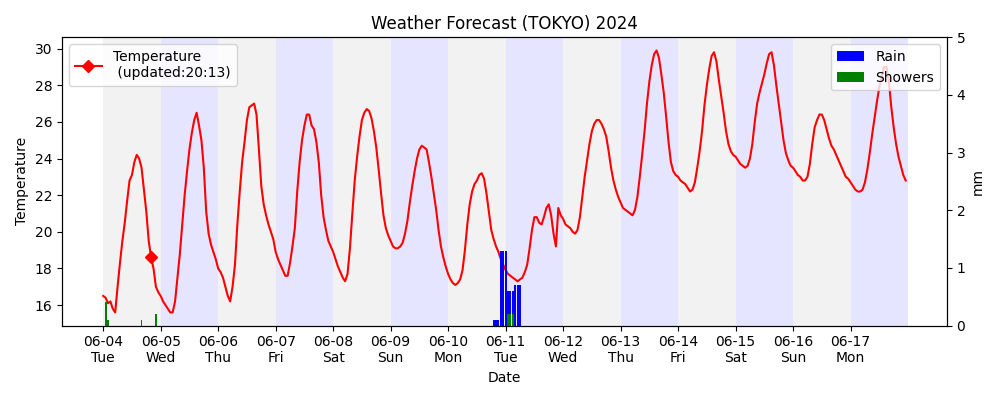 Weather Forecast (TOKYO) 2024
Temperature
(updated:20:13)
Rain
Showers
30
28
26
24
22
20
18
16
Temperature
5
4
3
2
1
0
mm
06-04 06-05 06-06 06-07 06-08 06-09 06-10 06-11 06-12 06-13 06-14 06-15 06-16 06-17
Tue Wed Thu Fri Sat Sun Mon Tue Wed Thu Fri Sat Sun Mon
Date